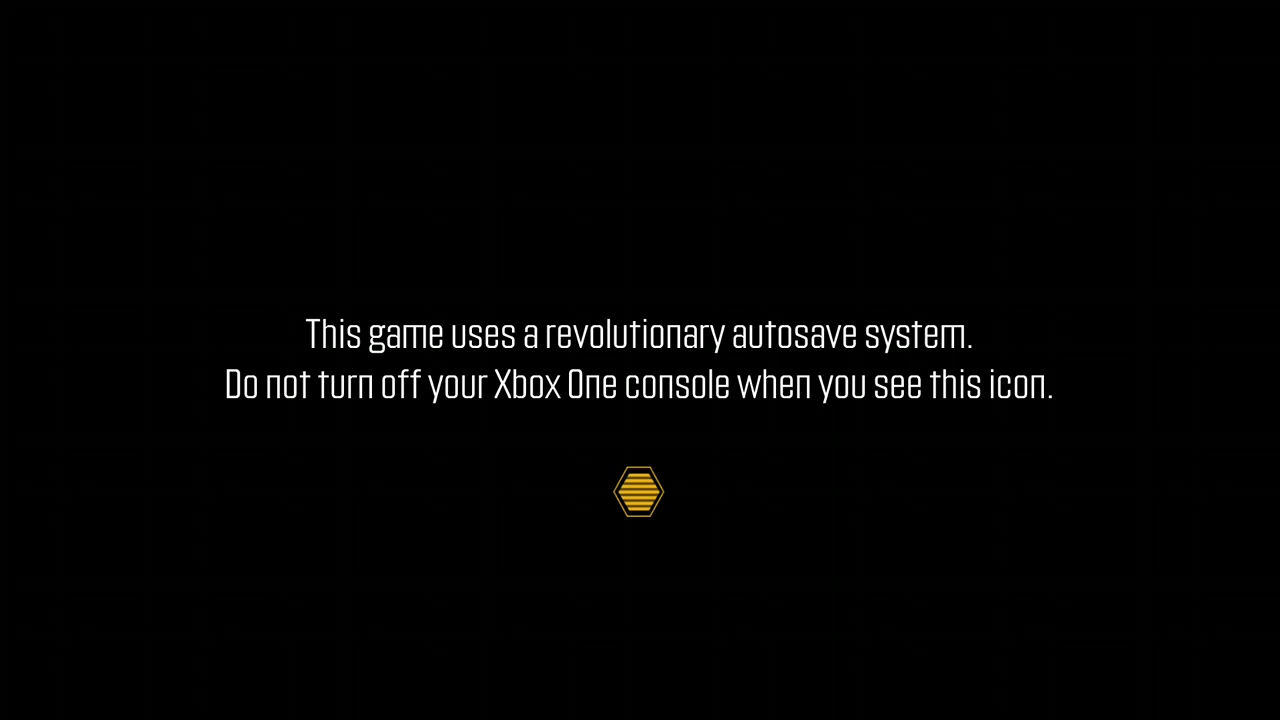 This game uses a revolutionary autosave system.
Do not turn off your Xbox One console when you see this icon.